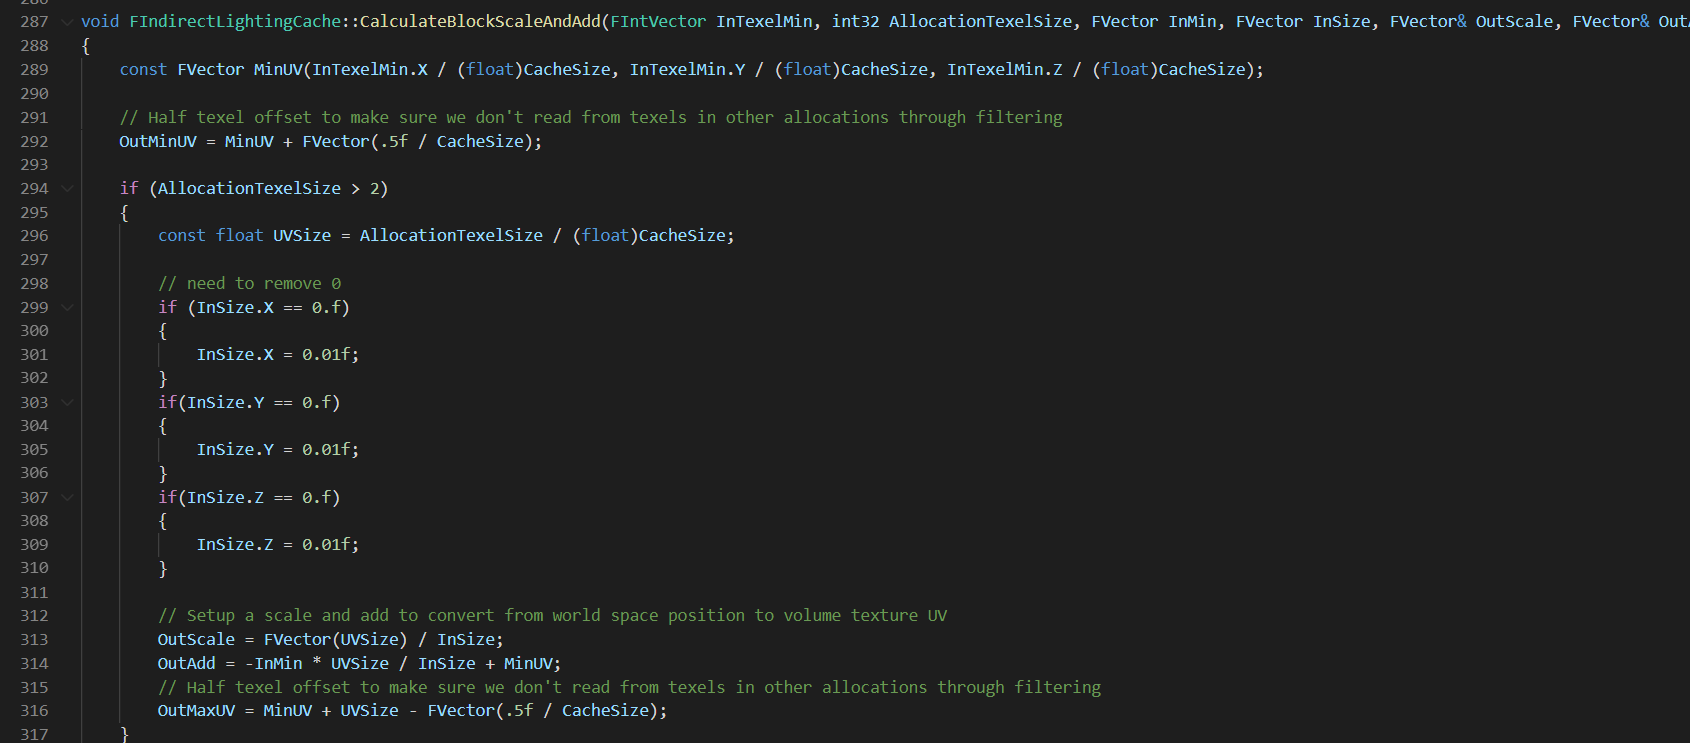 287 void FIndirectLightingCache::CalculateBlockScaleAndAdd(FIntVector InTexelMin, int32 AllocationTexelSize, FVector InMin, FVector InSize, FVector& OutScale, FVector& Out
288 {
289 const FVector MinUV(InTexelMin.X / (float)CacheSize, InTexelMin.Y / (float)CacheSize, InTexelMin.Z / (float)CacheSize);
290
291 // Half texel offset to make sure we don't read from texels in other allocations through filtering
292 OutMinUV = MinUV + FVector(.5f / CacheSize);
293
294 if (AllocationTexelSize > 2)
295 {
296 const float UVSize = AllocationTexelSize / (float)CacheSize;
297
298 // need to remove 0
299 if (InSize.X == 0.f)
300 {
301 InSize.X = 0.01f;
302 }
303 if(InSize.Y == 0.f)
304 {
305 InSize.Y = 0.01f;
306 }
307 if(InSize.Z == 0.f)
308 {
309 InSize.Z = 0.01f;
310 }
311
312 // Setup a scale and add to convert from world space position to volume texture UV
313 OutScale = FVector(UVSize) / InSize;
314 OutAdd = -InMin * UVSize / InSize + MinUV;
315 // Half texel offset to make sure we don't read from texels in other allocations through filtering
316 OutMaxUV = MinUV + UVSize - FVector(.5f / CacheSize);
317 }